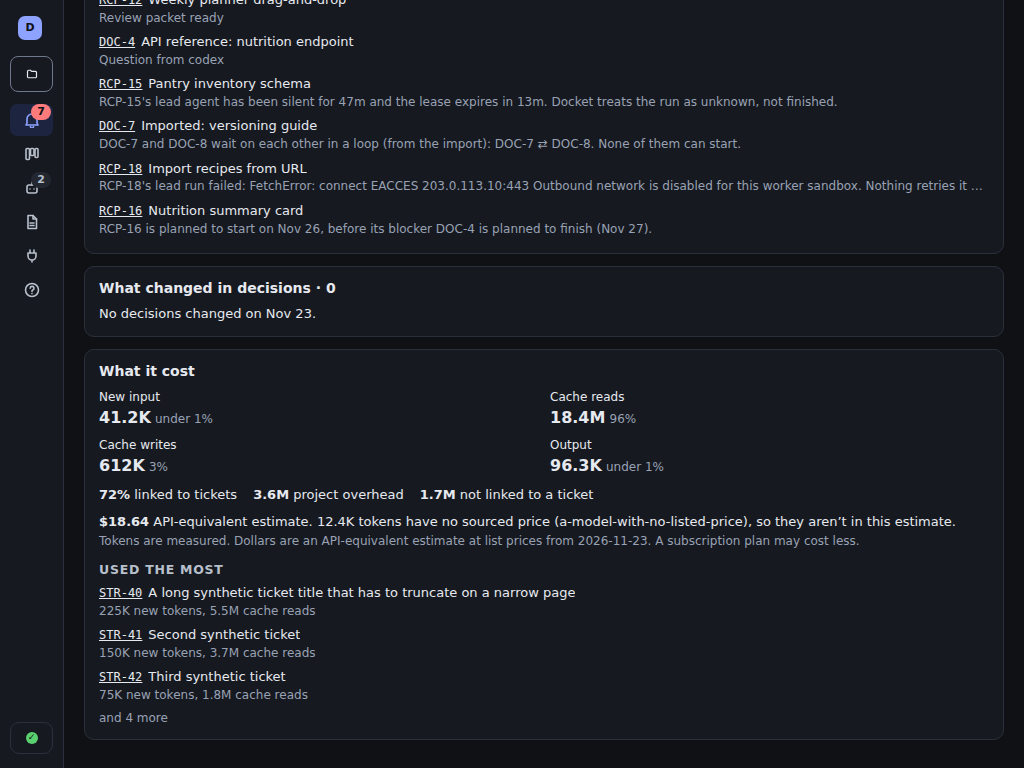 D
7
2
RCP-12 Weekly planner drag-and-drop
Review packet ready
DOC-4 API reference: nutrition endpoint
Question from codex
RCP-15 Pantry inventory schema
RCP-15's lead agent has been silent for 47m and the lease expires in 13m. Docket treats the run as unknown, not finished.
DOC-7 Imported: versioning guide
DOC-7 and DOC-8 wait on each other in a loop (from the import): DOC-7 ⇄ DOC-8. None of them can start.
RCP-18 Import recipes from URL
RCP-18's lead run failed: FetchError: connect EACCES 203.0.113.10:443 Outbound network is disabled for this worker sandbox. Nothing retries it ...
RCP-16 Nutrition summary card
RCP-16 is planned to start on Nov 26, before its blocker DOC-4 is planned to finish (Nov 27).
What changed in decisions · 0
No decisions changed on Nov 23.
What it cost
New input
41.2K under 1%
Cache reads
18.4M 96%
Cache writes
612K 3%
Output
96.3K under 1%
72% linked to tickets 3.6M project overhead 1.7M not linked to a ticket
$18.64 API-equivalent estimate. 12.4K tokens have no sourced price (a-model-with-no-listed-price), so they aren’t in this estimate.
Tokens are measured. Dollars are an API-equivalent estimate at list prices from 2026-11-23. A subscription plan may cost less.
USED THE MOST
STR-40 A long synthetic ticket title that has to truncate on a narrow page
225K new tokens, 5.5M cache reads
STR-41 Second synthetic ticket
150K new tokens, 3.7M cache reads
STR-42 Third synthetic ticket
75K new tokens, 1.8M cache reads
and 4 more